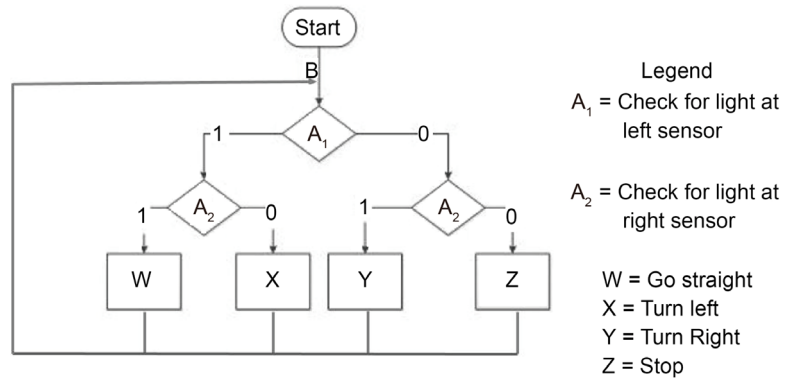 Start
B
A₁
1
0
A₂
A₂
1
0
1
0
W
X
Y
Z
Legend
A₁ = Check for light at
left sensor
A₂ = Check for light at
right sensor
W = Go straight
X = Turn left
Y = Turn Right
Z = Stop